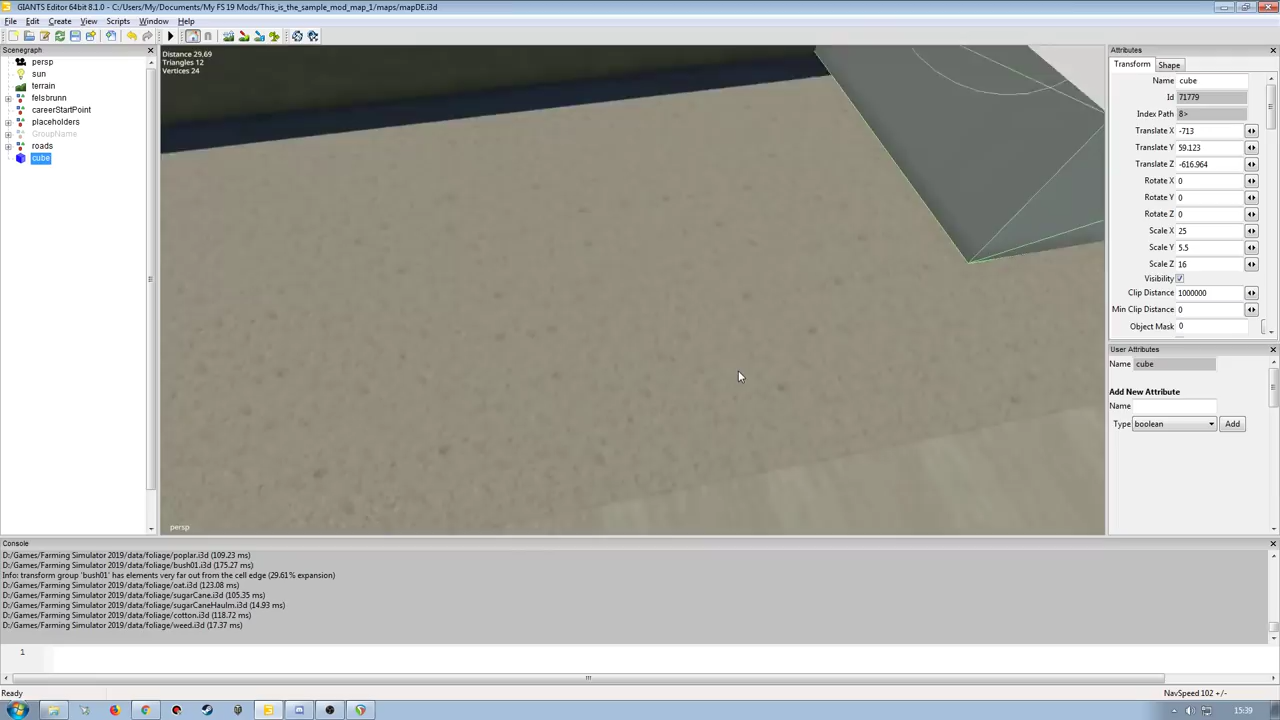 GIANTS Editor 64bit 8.1.0 - C:/Users/My/Documents/My FS 19 Mods/This_is_the_sample_mod_map_1/maps/mapDE.i3d
File Edit Create View Scripts Window Help
Scenegraph
persp
sun
terrain
felsbrunn
careerStartPoint
placeholders
GroupName
roads
cube
Distance 29.69
Triangles 12
Vertices 24
persp
Attributes
Transform Shape
Name cube
Id 71779
Index Path 8>
Translate X -713
Translate Y 59.123
Translate Z -616.964
Rotate X 0
Rotate Y 0
Rotate Z 0
Scale X 25
Scale Y 5.5
Scale Z 16
Visibility
Clip Distance 1000000
Min Clip Distance 0
Object Mask 0
User Attributes
Name cube
Add New Attribute
Name
Type boolean Add
Console
D:/Games/Farming Simulator 2019/data/foliage/poplar.i3d (109.23 ms)
D:/Games/Farming Simulator 2019/data/foliage/bush01.i3d (175.27 ms)
Info: transform group 'bush01' has elements very far out from the cell edge (29.61% expansion)
D:/Games/Farming Simulator 2019/data/foliage/oat.i3d (123.08 ms)
D:/Games/Farming Simulator 2019/data/foliage/sugarCane.i3d (105.35 ms)
D:/Games/Farming Simulator 2019/data/foliage/sugarCaneHaulm.i3d (14.93 ms)
D:/Games/Farming Simulator 2019/data/foliage/cotton.i3d (118.72 ms)
D:/Games/Farming Simulator 2019/data/foliage/weed.i3d (17.37 ms)
1
Ready
NavSpeed 102 +/-
15:39